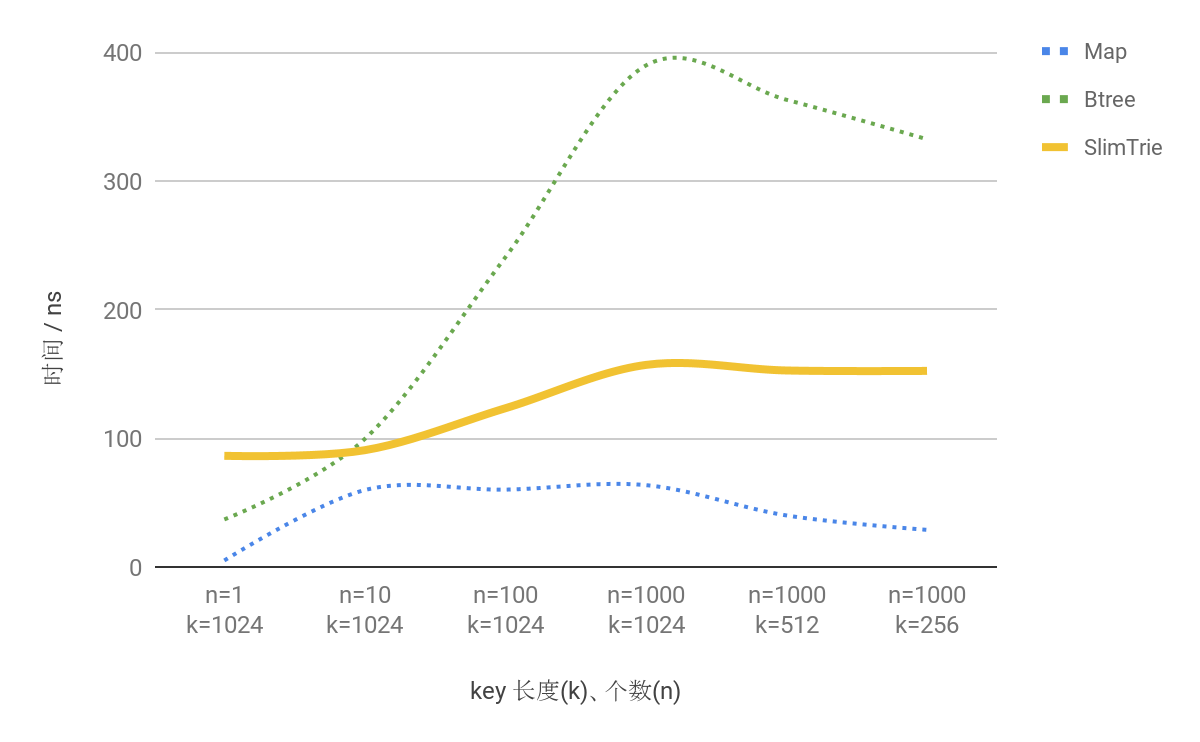 Map
Btree
SlimTrie
400
300
200
100
0
时间 / ns
n=1 n=10 n=100 n=1000 n=1000 n=1000
k=1024 k=1024 k=1024 k=1024 k=512 k=256
key 长度(k)、个数(n)